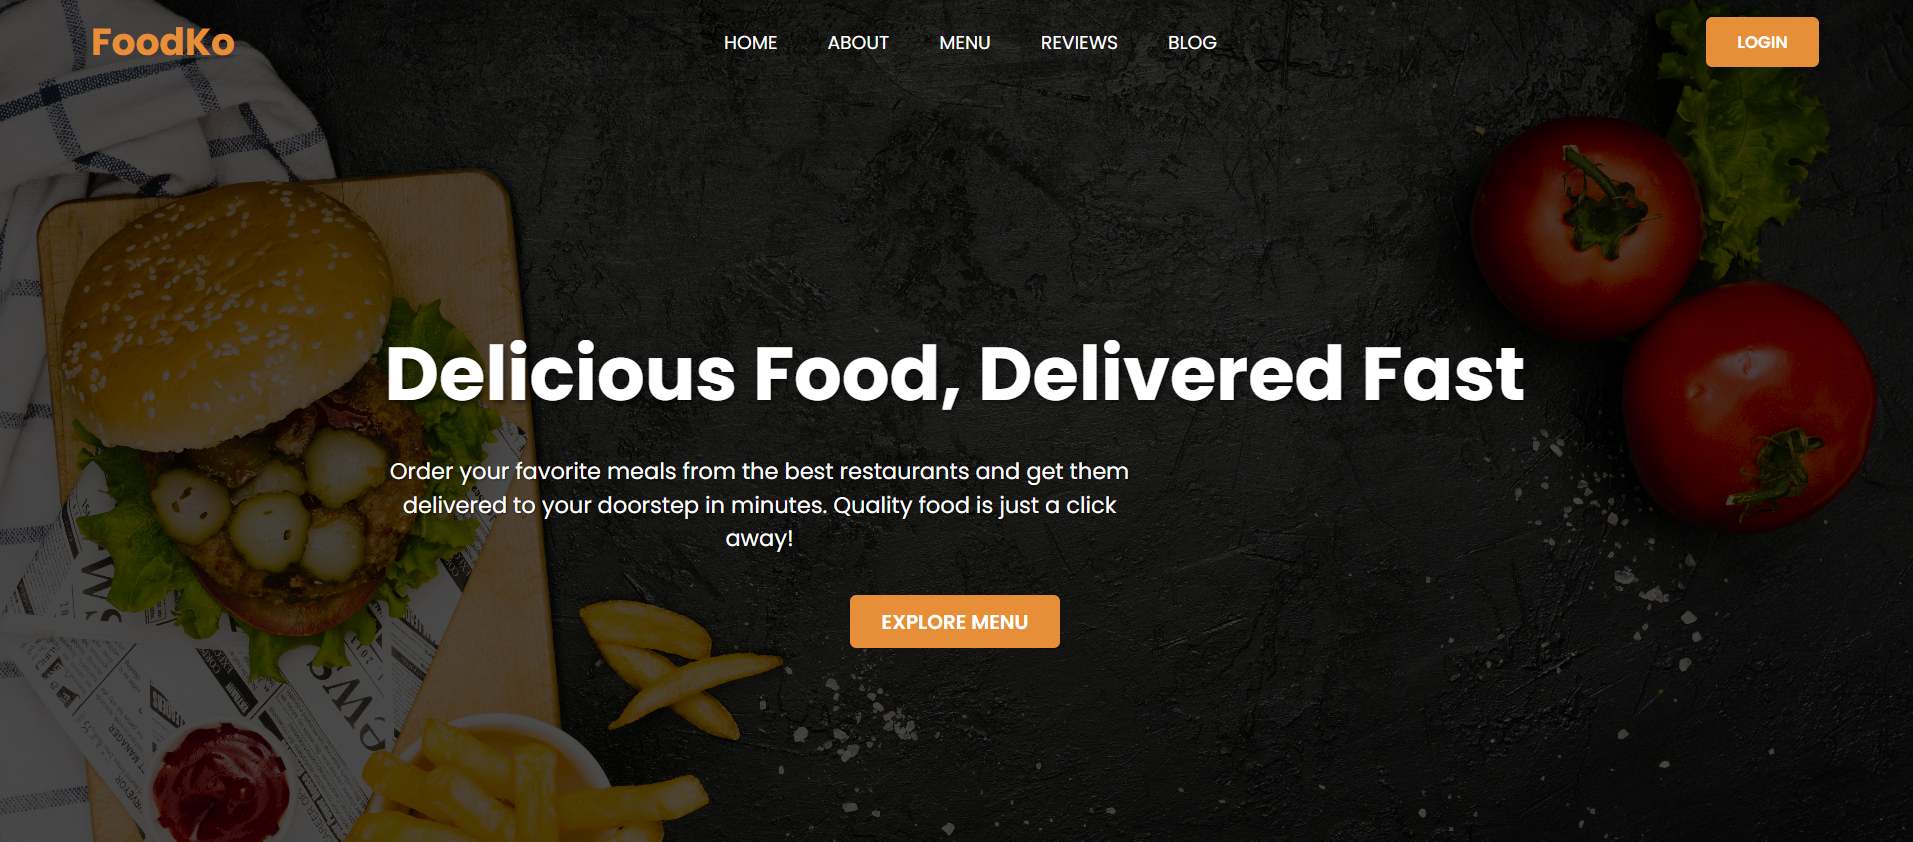 FoodKo
HOME
ABOUT
MENU
REVIEWS
BLOG
LOGIN
Delicious Food, Delivered Fast
Order your favorite meals from the best restaurants and get them
delivered to your doorstep in minutes. Quality food is just a click
away!
EXPLORE MENU